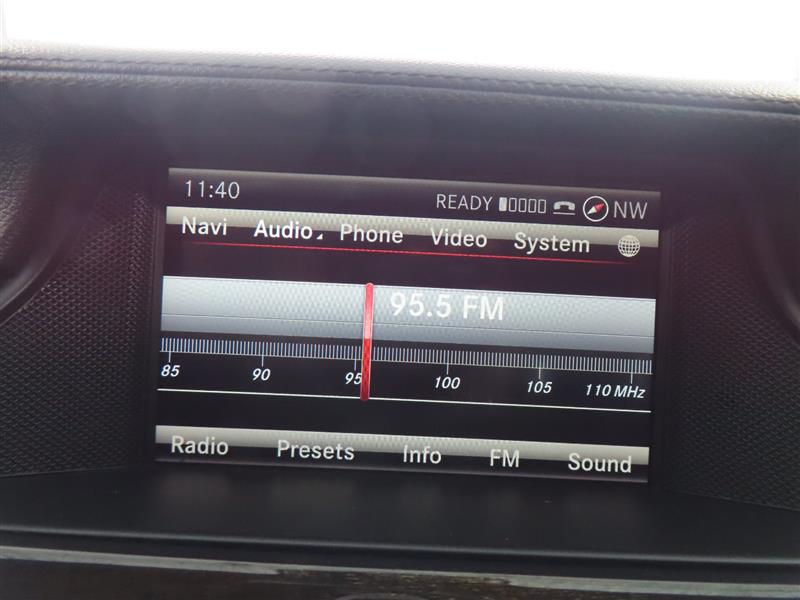 11:40 READY NW
Navi Audio Phone Video System
95.5 FM
85 90 95 100 105 110 MHz
Radio Presets Info FM Sound